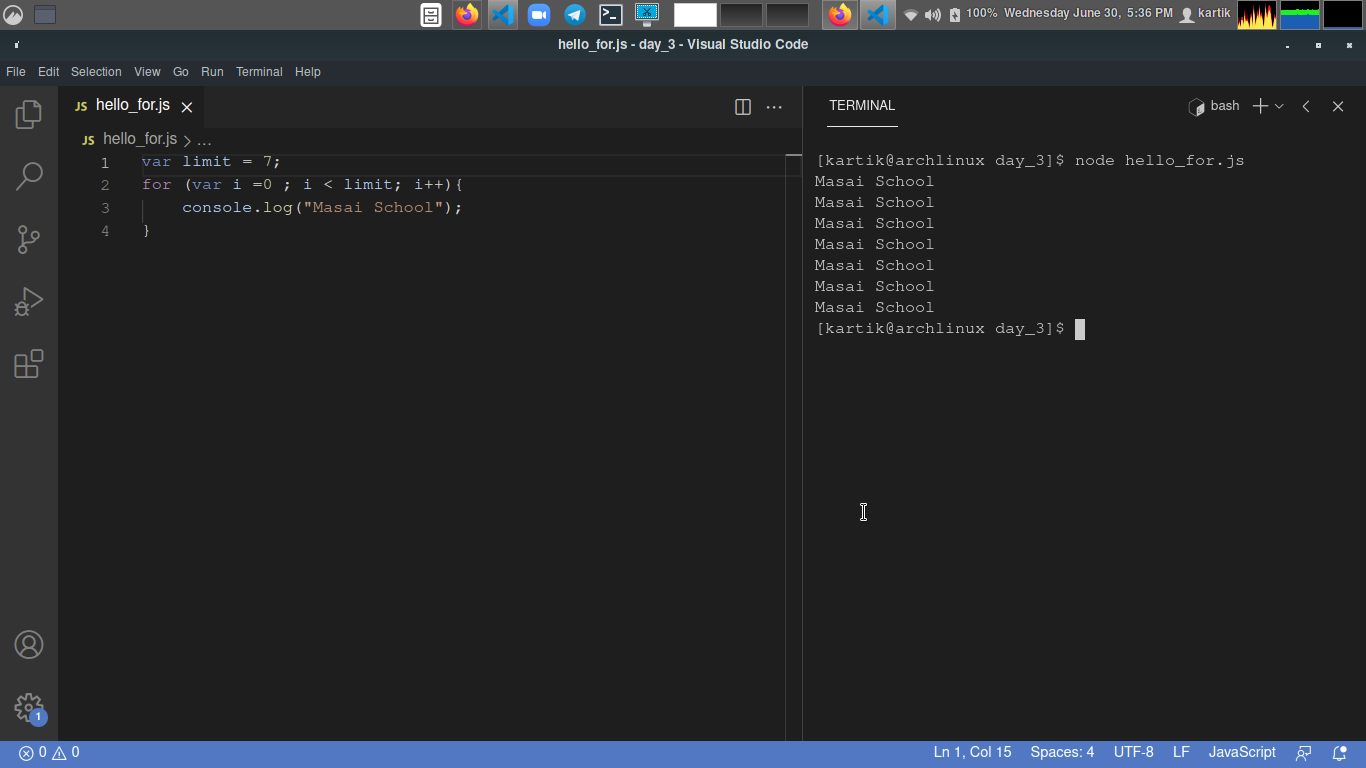 100% Wednesday June 30, 5:36 PM kartik
hello_for.js - day_3 - Visual Studio Code
File Edit Selection View Go Run Terminal Help
JS hello_for.js
JS hello_for.js > ...
1 var limit = 7;
2 for (var i =0 ; i < limit; i++){
3     console.log("Masai School");
4 }
TERMINAL
bash
[kartik@archlinux day_3]$ node hello_for.js
Masai School
Masai School
Masai School
Masai School
Masai School
Masai School
Masai School
[kartik@archlinux day_3]$
1
0 0 Ln 1, Col 15 Spaces: 4 UTF-8 LF JavaScript